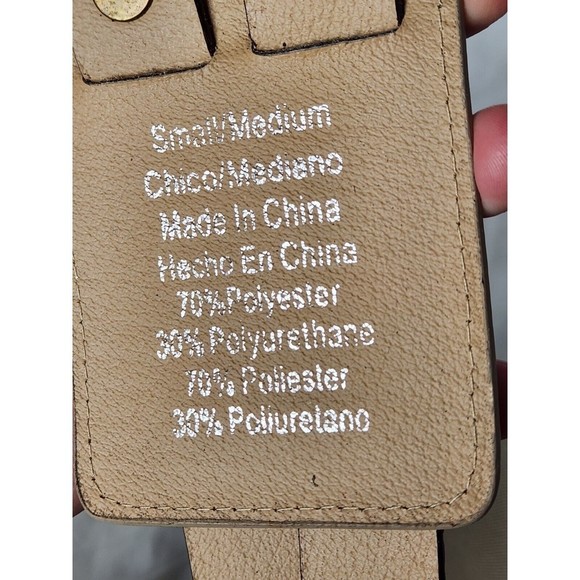 Small/Medium
Chico/Mediano
Made In China
Hecho En China
70% Polyester
30% Polyurethane
70% Poliester
30% Poliuretano